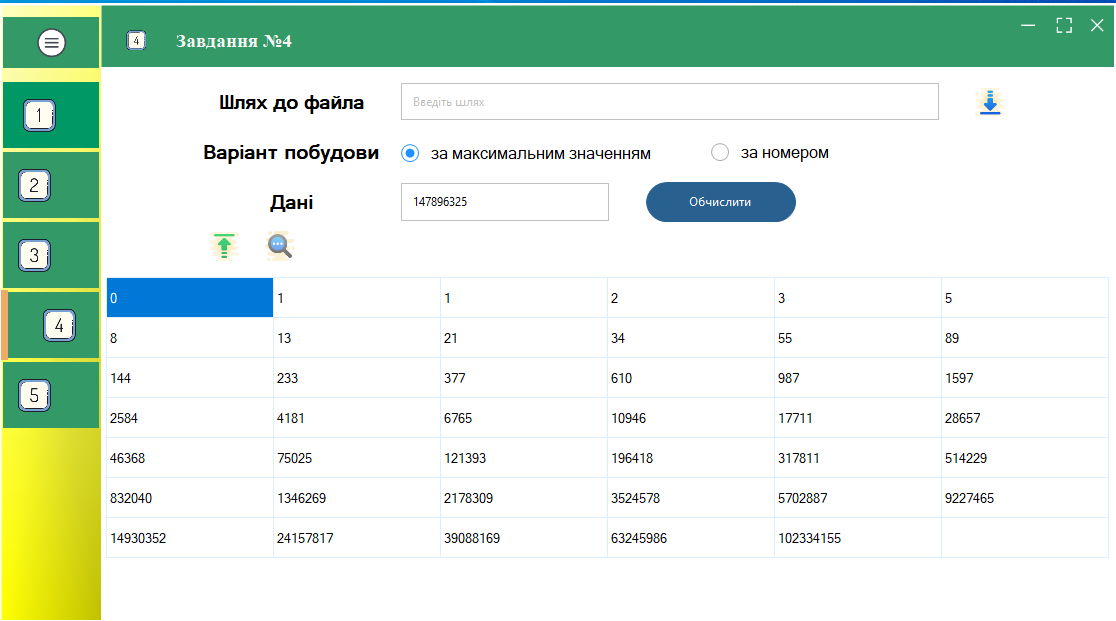 4 Завдання №4
1
2
3
4
5
Шлях до файла Введіть шлях
Варіант побудови за максимальним значенням за номером
Дані 147896325 Обчислити
0 1 1 2 3 5
8 13 21 34 55 89
144 233 377 610 987 1597
2584 4181 6765 10946 17711 28657
46368 75025 121393 196418 317811 514229
832040 1346269 2178309 3524578 5702887 9227465
14930352 24157817 39088169 63245986 102334155